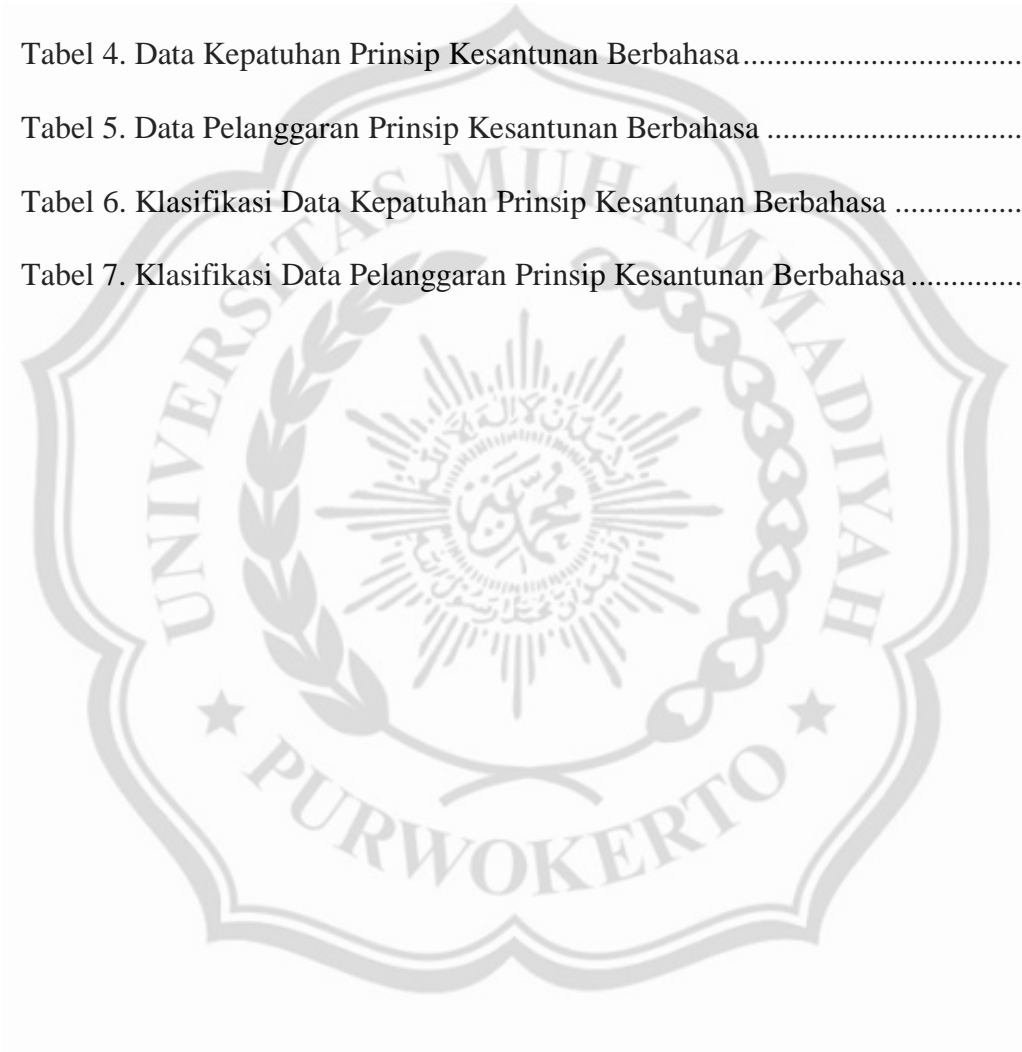 Tabel 4. Data Kepatuhan Prinsip Kesantunan Berbahasa...................................
Tabel 5. Data Pelanggaran Prinsip Kesantunan Berbahasa ................................
Tabel 6. Klasifikasi Data Kepatuhan Prinsip Kesantunan Berbahasa ................
Tabel 7. Klasifikasi Data Pelanggaran Prinsip Kesantunan Berbahasa ..............
UNIVERSITAS MUHAMMADIYAH
PURWOKERTO